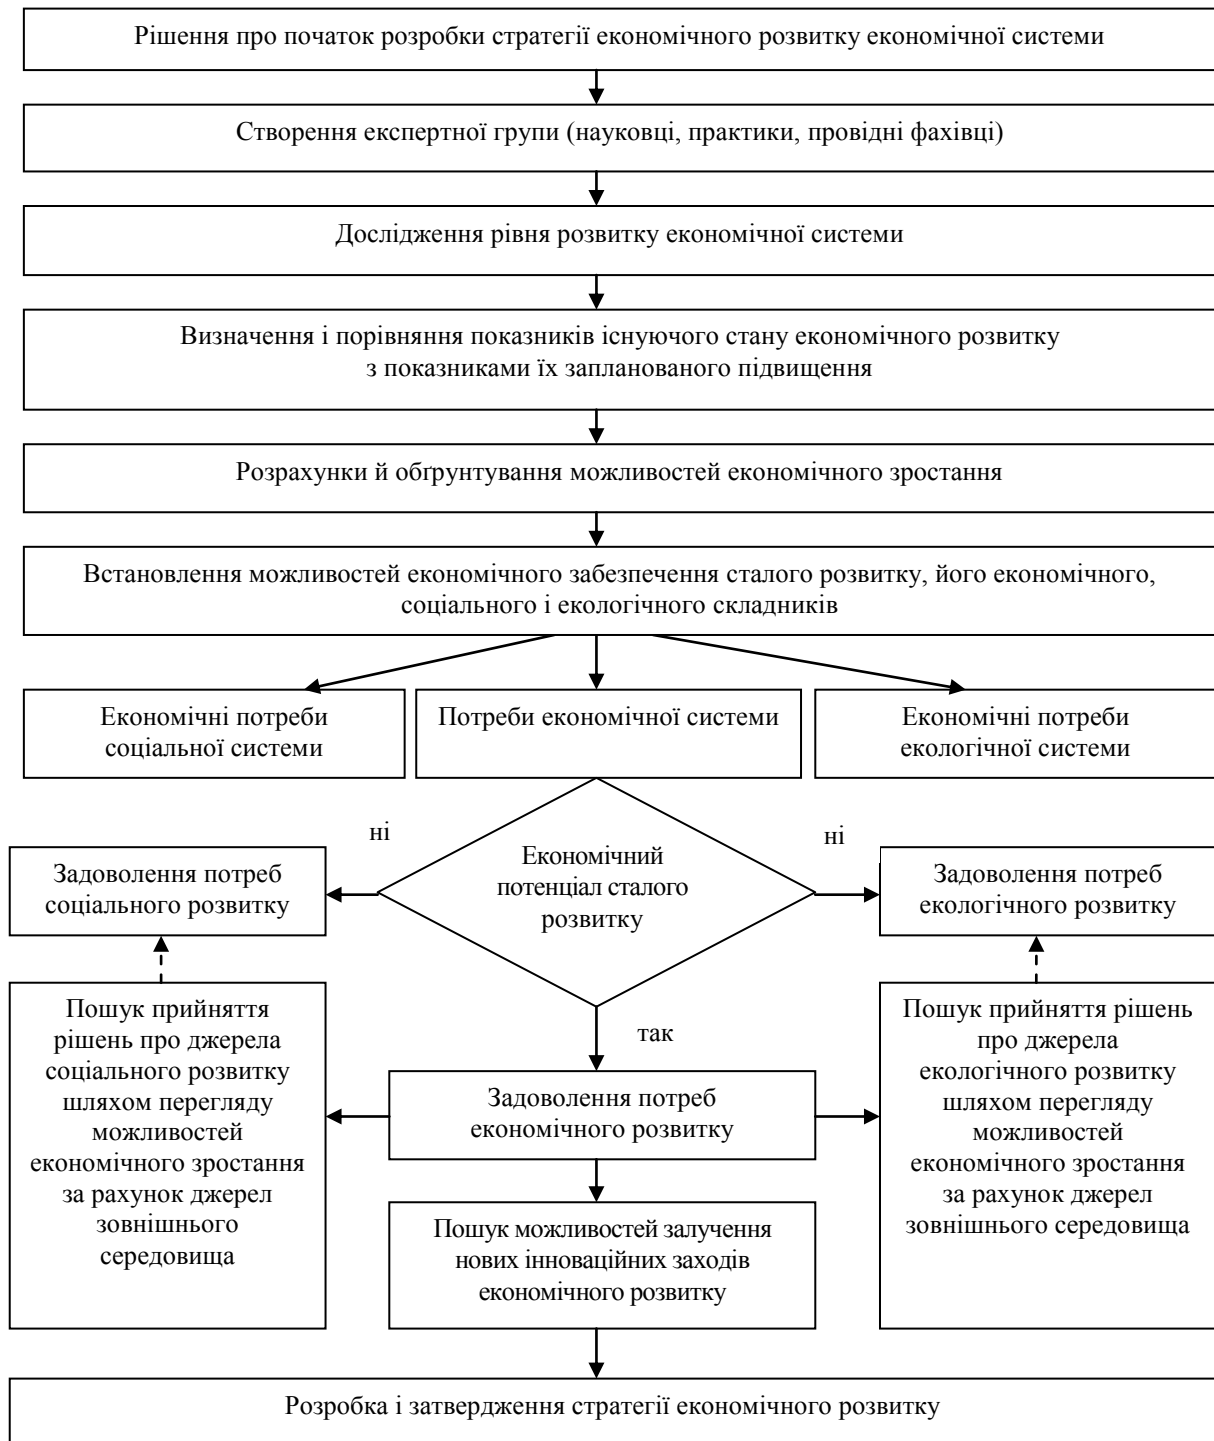 Рішення про початок розробки стратегії економічного розвитку економічної системи
Створення експертної групи (науковці, практики, провідні фахівці)
Дослідження рівня розвитку економічної системи
Визначення і порівняння показників існуючого стану економічного розвитку
з показниками їх запланованого підвищення
Розрахунки й обґрунтування можливостей економічного зростання
Встановлення можливостей економічного забезпечення сталого розвитку, його економічного,
соціального і екологічного складників
Економічні потреби
соціальної системи
Потреби економічної системи
Економічні потреби
екологічної системи
ні
ні
Економічний
потенціал сталого
розвитку
Задоволення потреб
соціального розвитку
Задоволення потреб
екологічного розвитку
так
Пошук прийняття
рішень про джерела
соціального розвитку
шляхом перегляду
можливостей
економічного зростання
за рахунок джерел
зовнішнього
середовища
Задоволення потреб
економічного розвитку
Пошук прийняття рішень
про джерела
екологічного розвитку
шляхом перегляду
можливостей
економічного зростання
за рахунок джерел
зовнішнього середовища
Пошук можливостей залучення
нових інноваційних заходів
економічного розвитку
Розробка і затвердження стратегії економічного розвитку